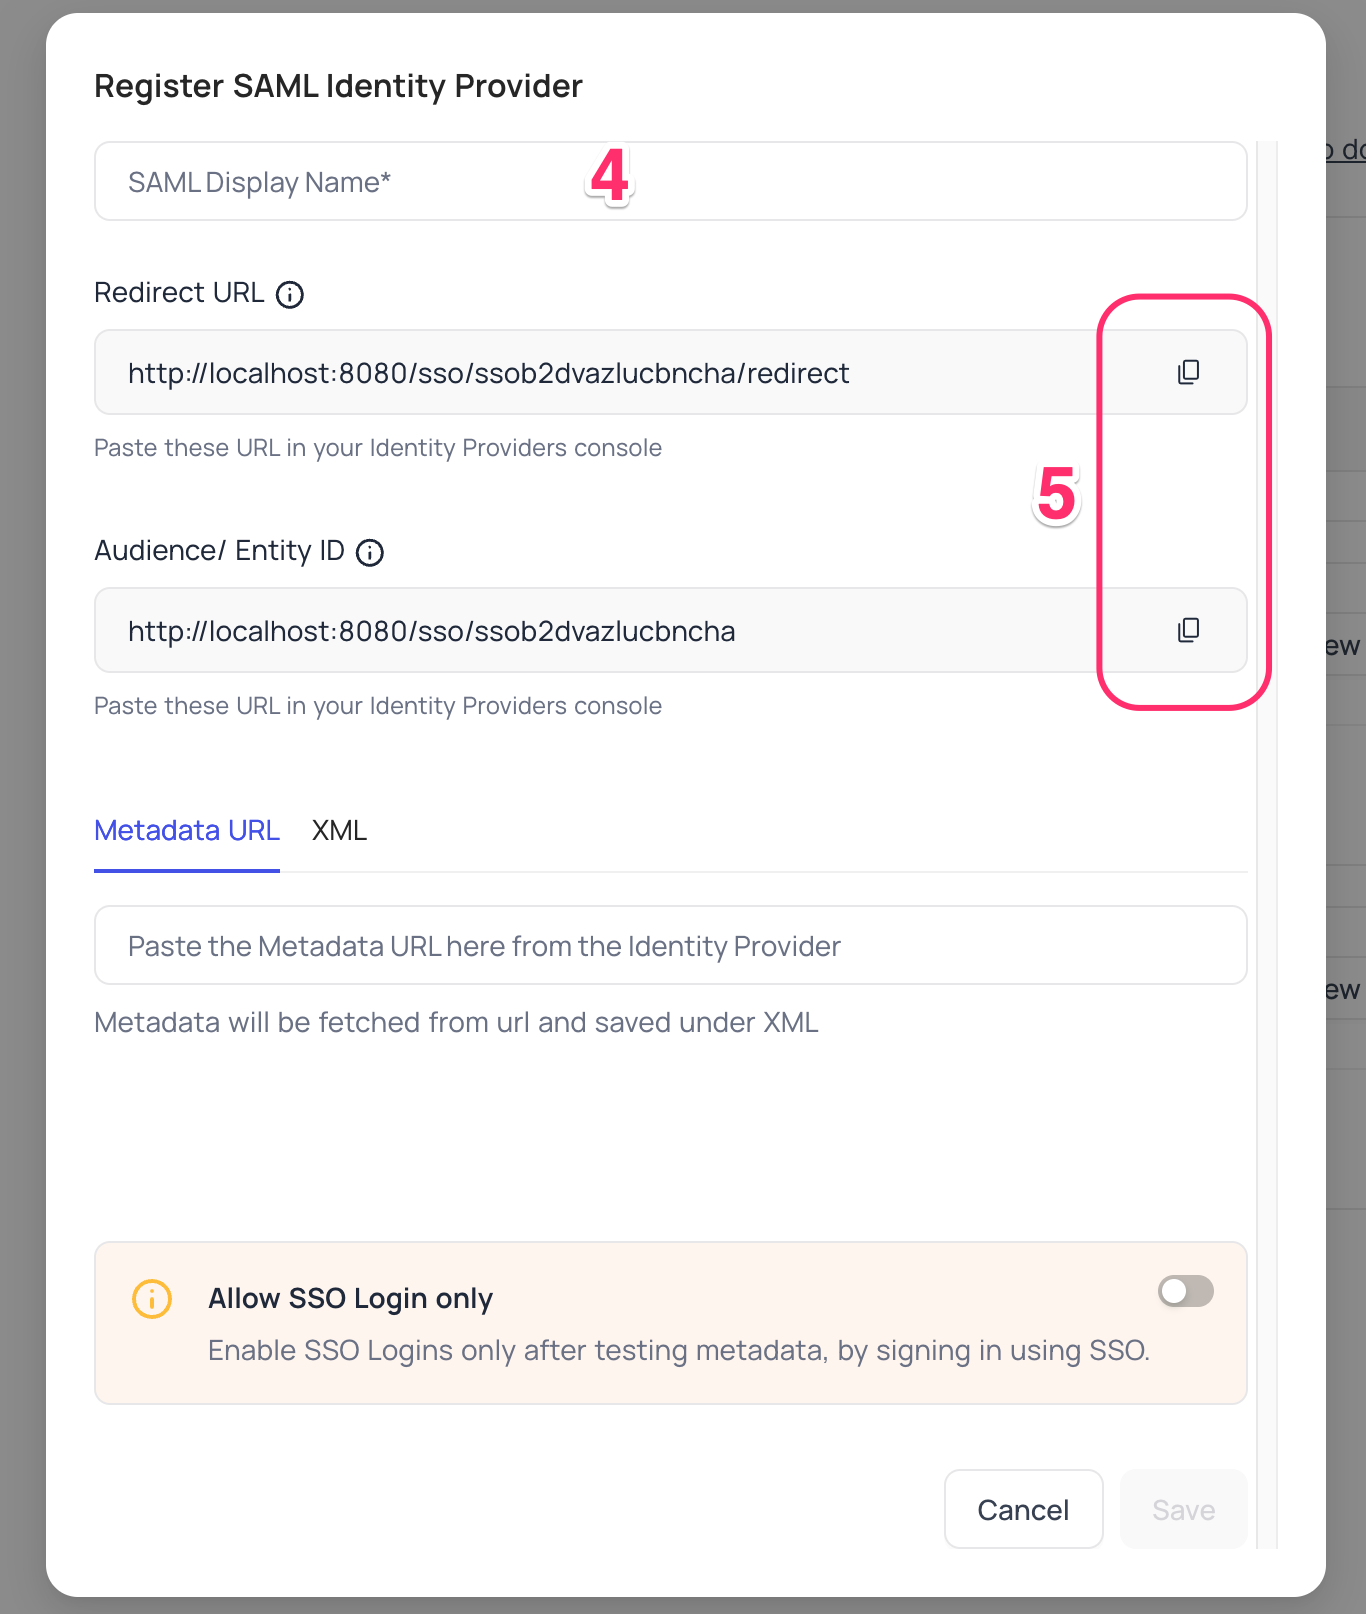 Register SAML Identity Provider
SAML Display Name*
4
Redirect URL
http://localhost:8080/sso/ssob2dvazlucbncha/redirect
Paste these URL in your Identity Providers console
5
Audience/ Entity ID
http://localhost:8080/sso/ssob2dvazlucbncha
Paste these URL in your Identity Providers console
Metadata URL XML
Paste the Metadata URL here from the Identity Provider
Metadata will be fetched from url and saved under XML
Allow SSO Login only
Enable SSO Logins only after testing metadata, by signing in using SSO.
Cancel Save